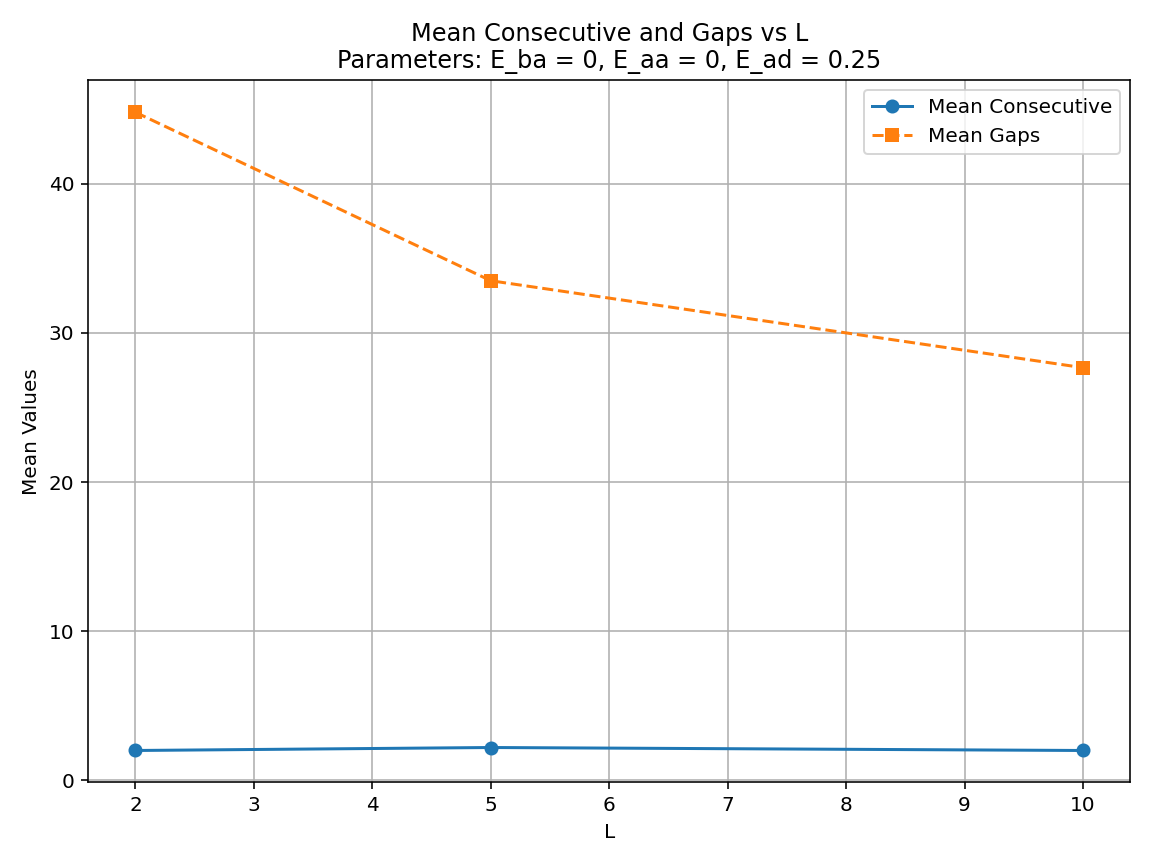 Mean Consecutive and Gaps vs L
Parameters: E_ba = 0, E_aa = 0, E_ad = 0.25
Mean Consecutive
Mean Gaps
Mean Values
40
30
20
10
0
2 3 4 5 6 7 8 9 10
L